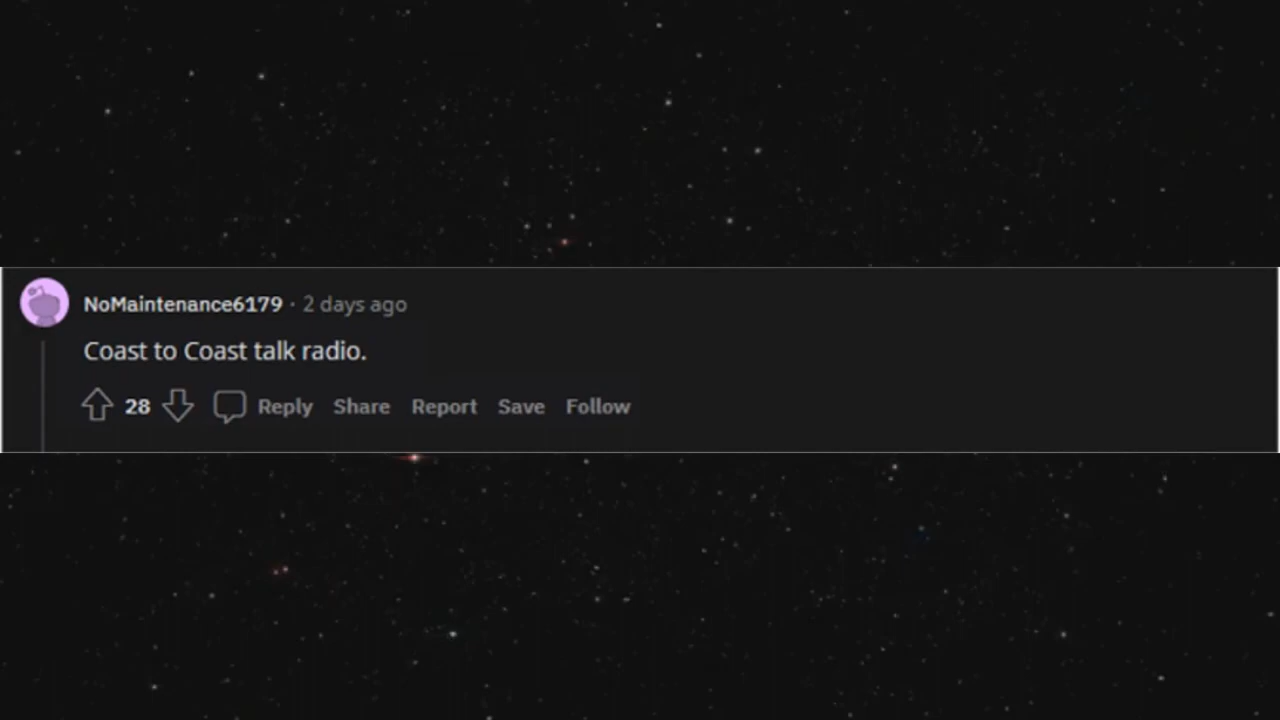 NoMaintenance6179 · 2 days ago
Coast to Coast talk radio.
28 Reply Share Report Save Follow